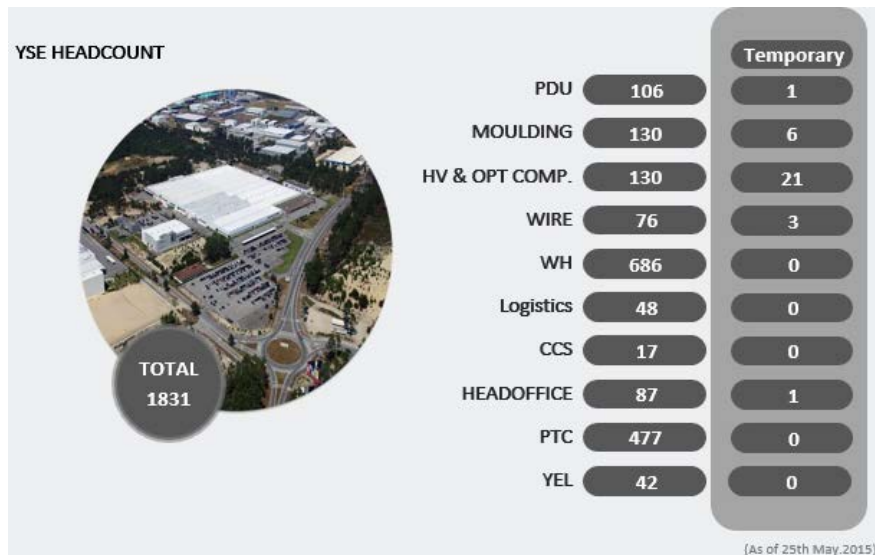 YSE HEADCOUNT
Temporary
PDU 106 1
MOULDING 130 6
HV & OPT COMP. 130 21
WIRE 76 3
WH 686 0
Logistics 48 0
CCS 17 0
HEADOFFICE 87 1
PTC 477 0
YEL 42 0
TOTAL
1831
(As of 25th May.2015)